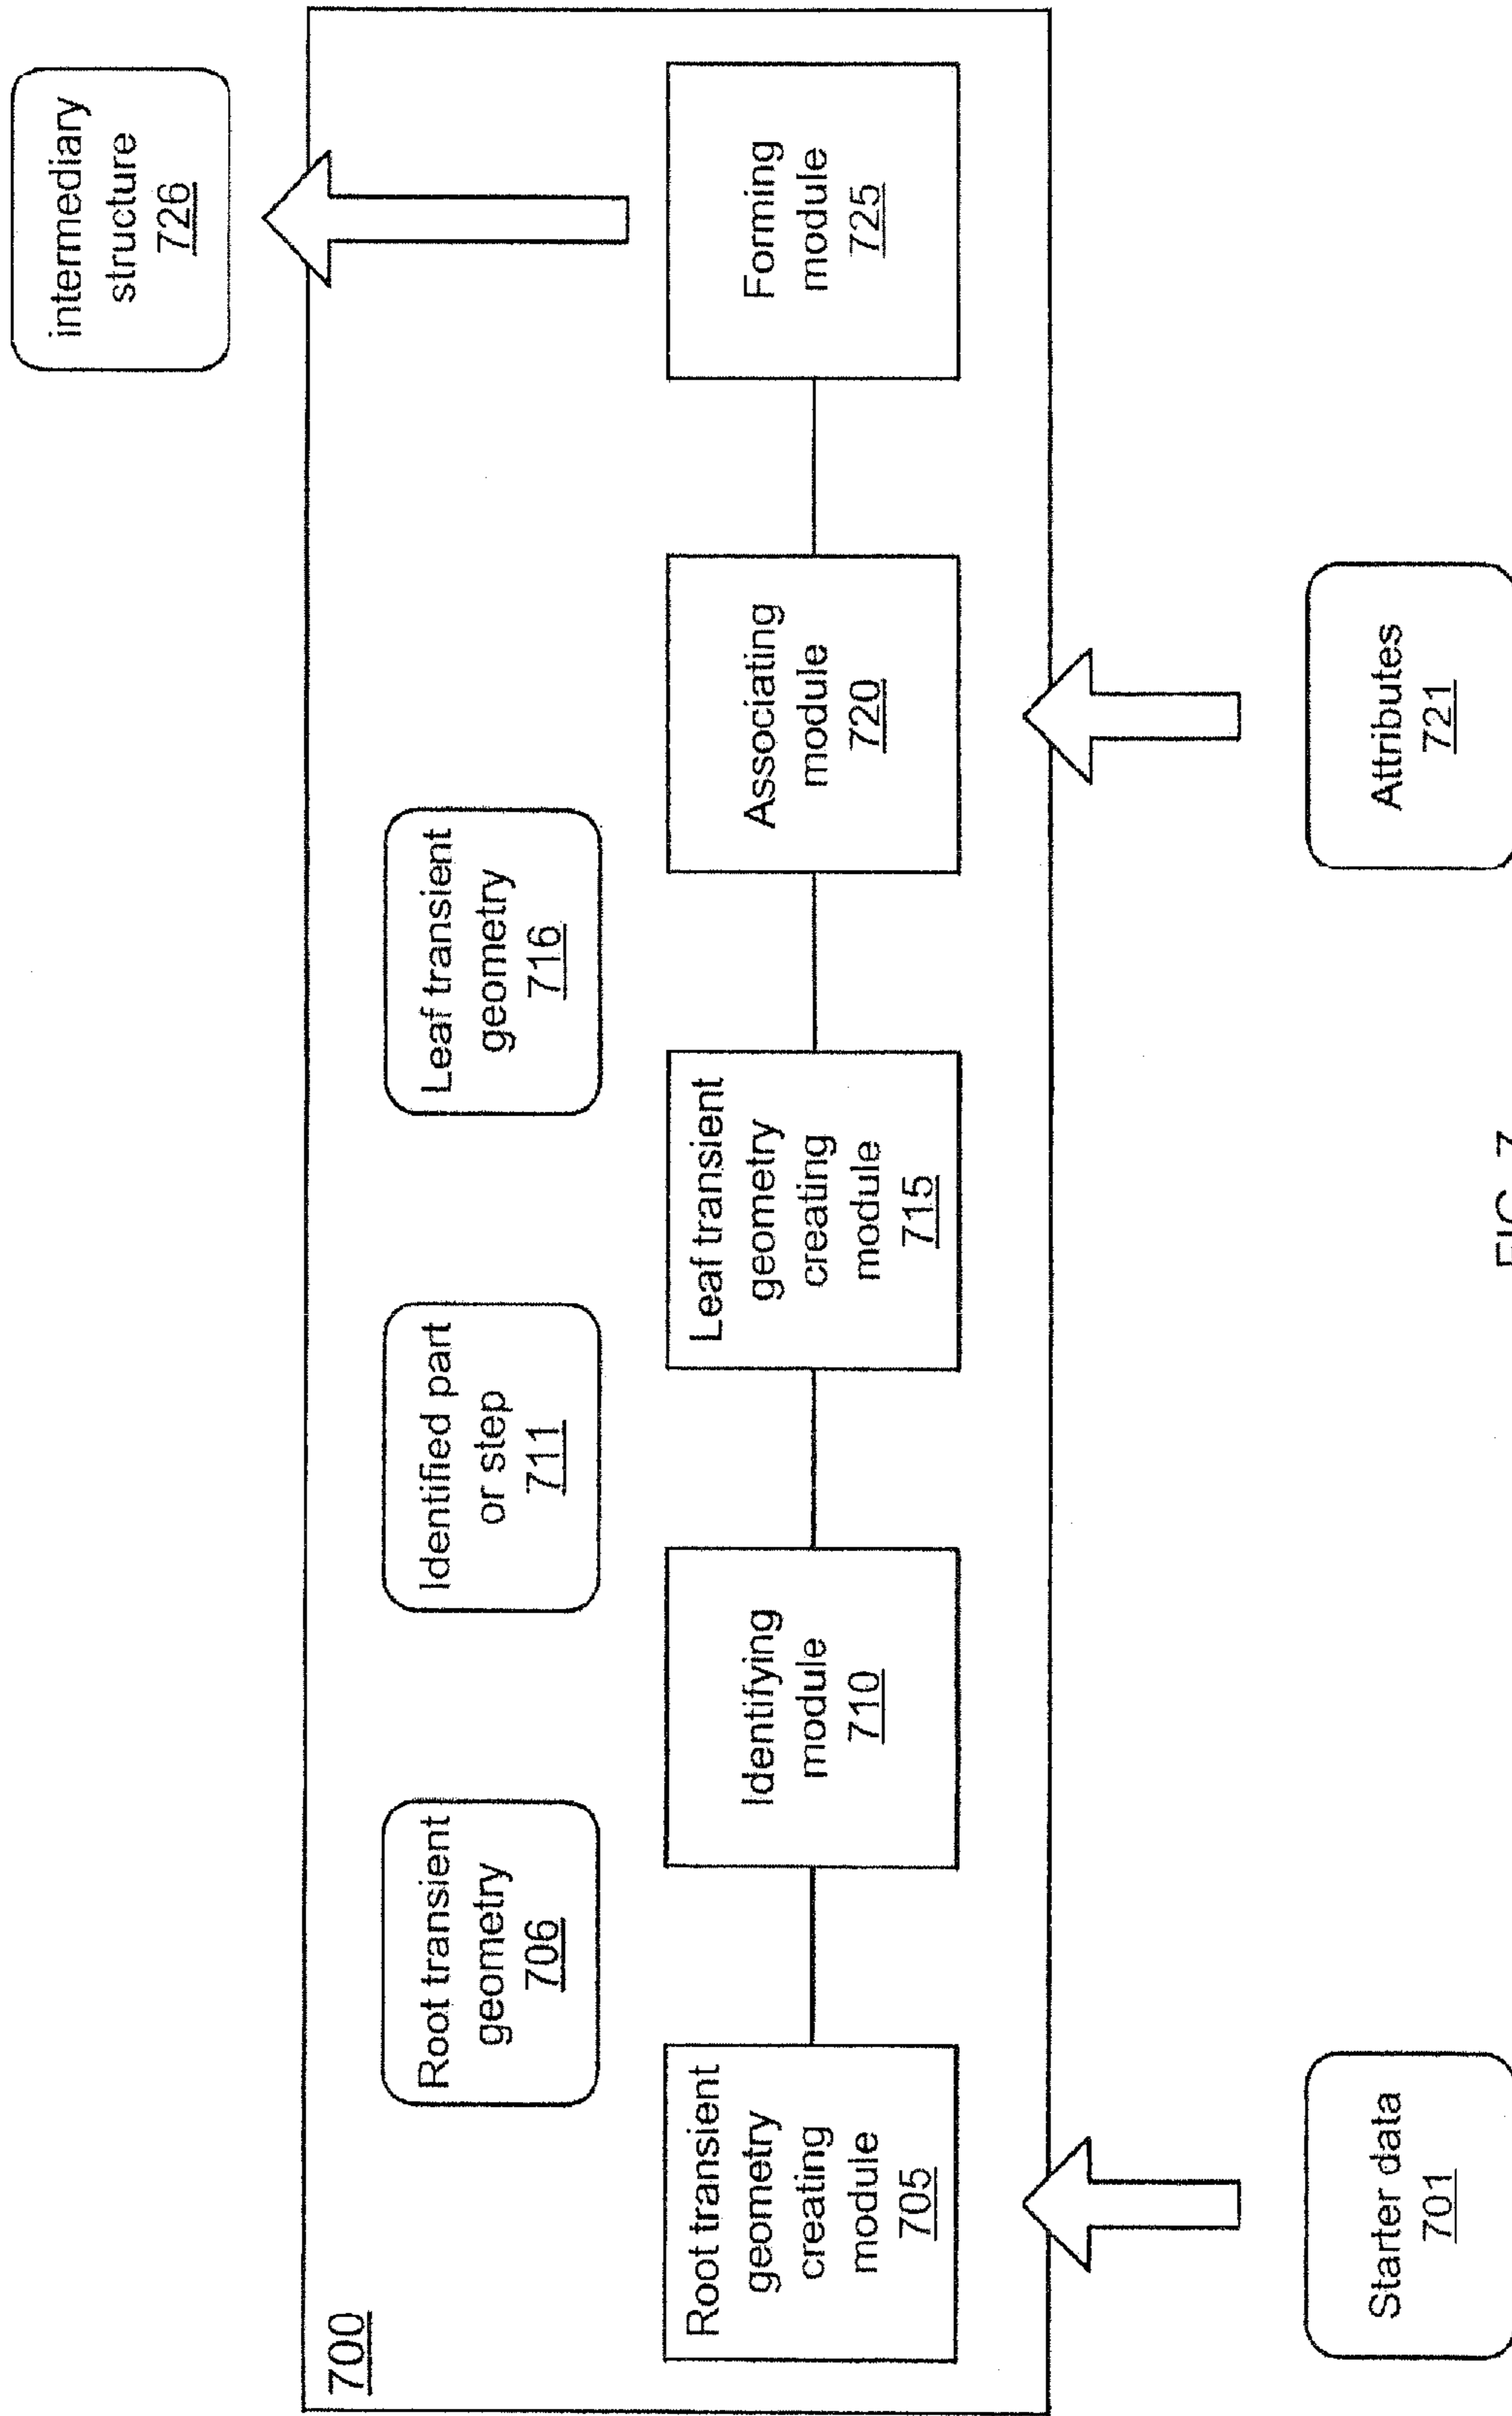 700
intermediary
structure
726
Root transient
geometry
706
Identified part
or step
711
Leaf transient
geometry
716
Root transient
geometry
creating
module
705
Identifying
module
710
Leaf transient
geometry
creating
module
715
Associating
module
720
Forming
module
725
Starter data
701
Attributes
721
FIG. 7